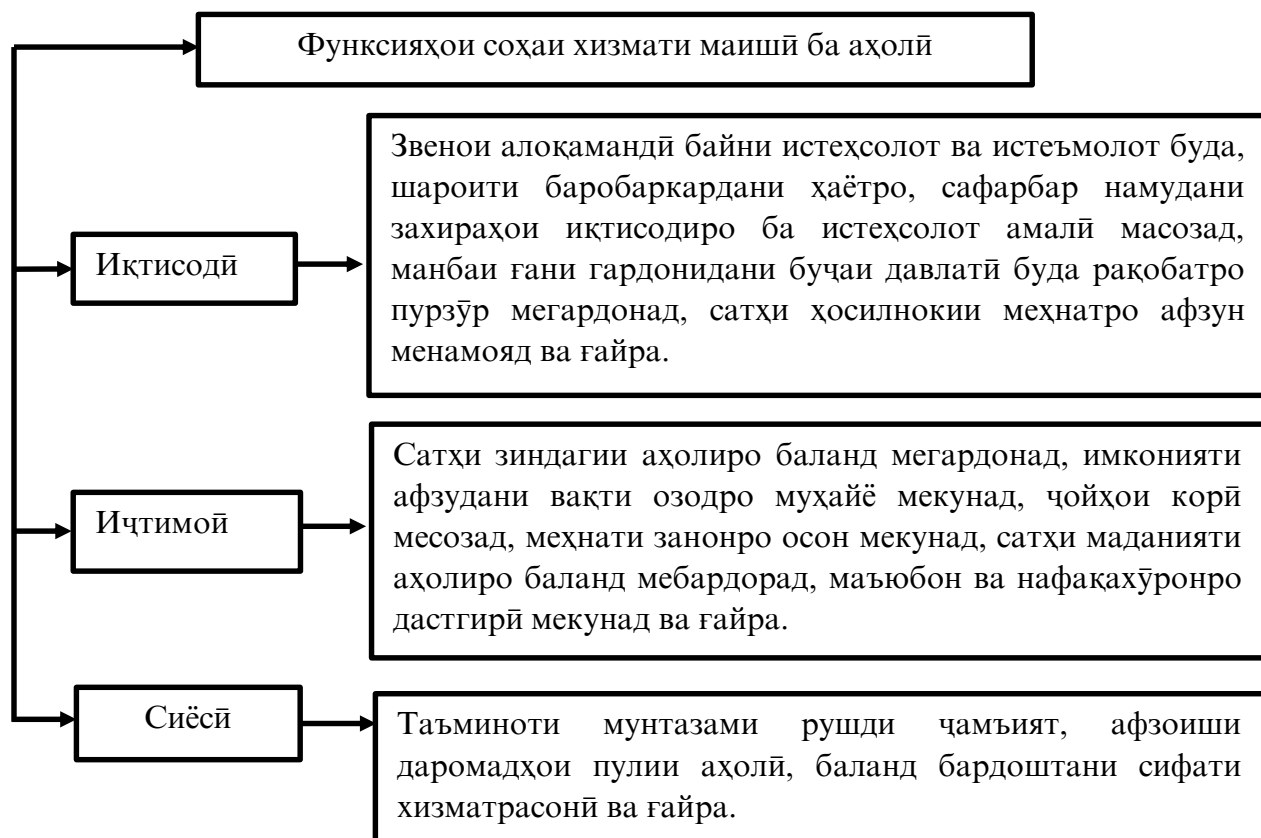 Функсияҳои соҳаи хизмати маишӣ ба аҳолӣ
Иқтисодӣ
Звенои алоқамандӣ байни истеҳсолот ва истеъмолот буда,
шароити баробаркардани ҳаётро, сафарбар намудани
захираҳои иқтисодиро ба истеҳсолот амалӣ масозад,
манбаи ғани гардонидани буҷаи давлатӣ буда рақобатро
пурзӯр мегардонад, сатҳи ҳосилнокии меҳнатро афзун
менамояд ва ғайра.
Иҷтимоӣ
Сатҳи зиндагии аҳолиро баланд мегардонад, имконияти
афзудани вақти озодро муҳайё мекунад, ҷойҳои корӣ
месозад, меҳнати занонро осон мекунад, сатҳи маданияти
аҳолиро баланд мебардорад, маъюбон ва нафақахӯронро
дастгирӣ мекунад ва ғайра.
Сиёсӣ
Таъминоти мунтазами рушди ҷамъият, афзоиши
даромадҳои пулии аҳолӣ, баланд бардоштани сифати
хизматрасонӣ ва ғайра.